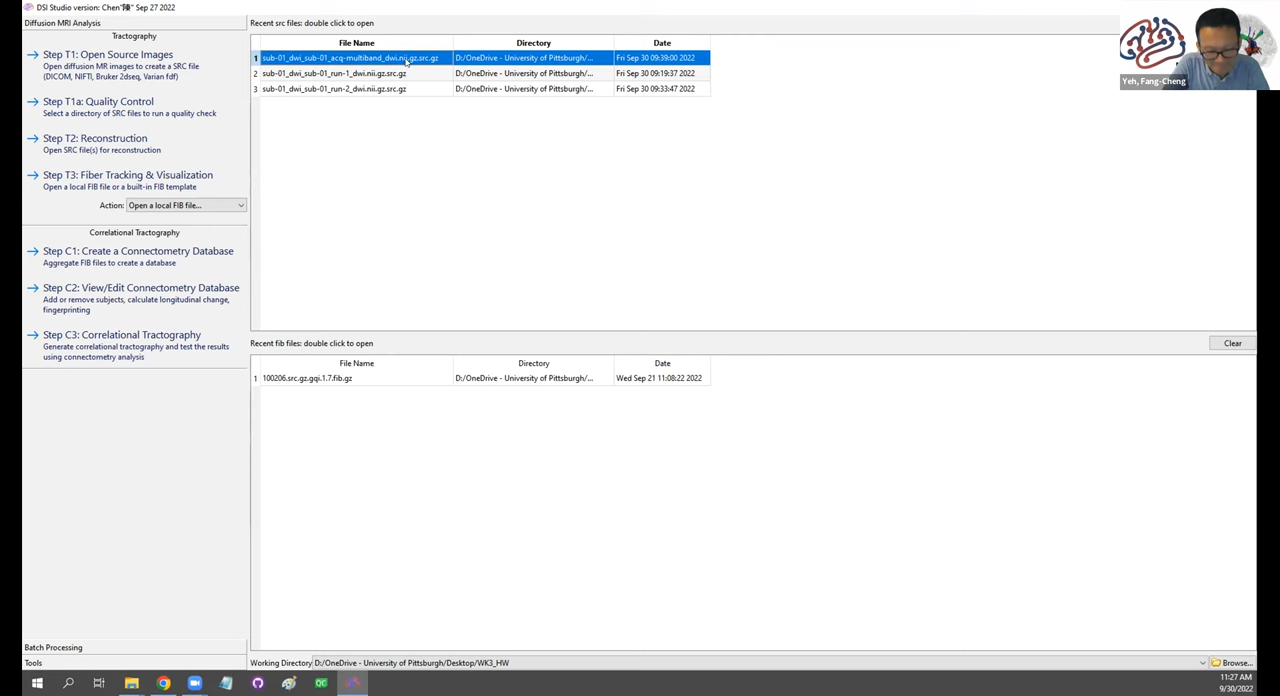 DSI Studio version: Chen"陳" Sep 27 2022
Diffusion MRI Analysis
Tractography
Step T1: Open Source Images
Open diffusion MR images to create a SRC file
(DICOM, NIFTI, Bruker 2dseq, Varian fdf)
Step T1a: Quality Control
Select a directory of SRC files to run a quality check
Step T2: Reconstruction
Open SRC file(s) for reconstruction
Step T3: Fiber Tracking & Visualization
Open a local FIB file or a built-in FIB template
Action: Open a local FIB file...
Correlational Tractography
Step C1: Create a Connectometry Database
Aggregate FIB files to create a database
Step C2: View/Edit Connectometry Database
Add or remove subjects, calculate longitudinal change,
fingerprinting
Step C3: Correlational Tractography
Generate correlational tractography and test the results
using connectometry analysis
Batch Processing
Tools
Recent src files: double click to open
File Name Directory Date
1 sub-01_dwi_sub-01_acq-multiband_dwi.nii.gz.src.gz D:/OneDrive - University of Pittsburgh/... Fri Sep 30 09:39:00 2022
2 sub-01_dwi_sub-01_run-1_dwi.nii.gz.src.gz D:/OneDrive - University of Pittsburgh/... Fri Sep 30 09:19:37 2022
3 sub-01_dwi_sub-01_run-2_dwi.nii.gz.src.gz D:/OneDrive - University of Pittsburgh/... Fri Sep 30 09:33:47 2022
Recent fib files: double click to open
Clear
File Name Directory Date
1 100206.src.gz.gqi.1.7.fib.gz D:/OneDrive - University of Pittsburgh/... Wed Sep 21 11:08:22 2022
Working Directory D:/OneDrive - University of Pittsburgh/Desktop/WK3_HW
Browse...
Yeh, Fang-Cheng
QC
11:27 AM
9/30/2022